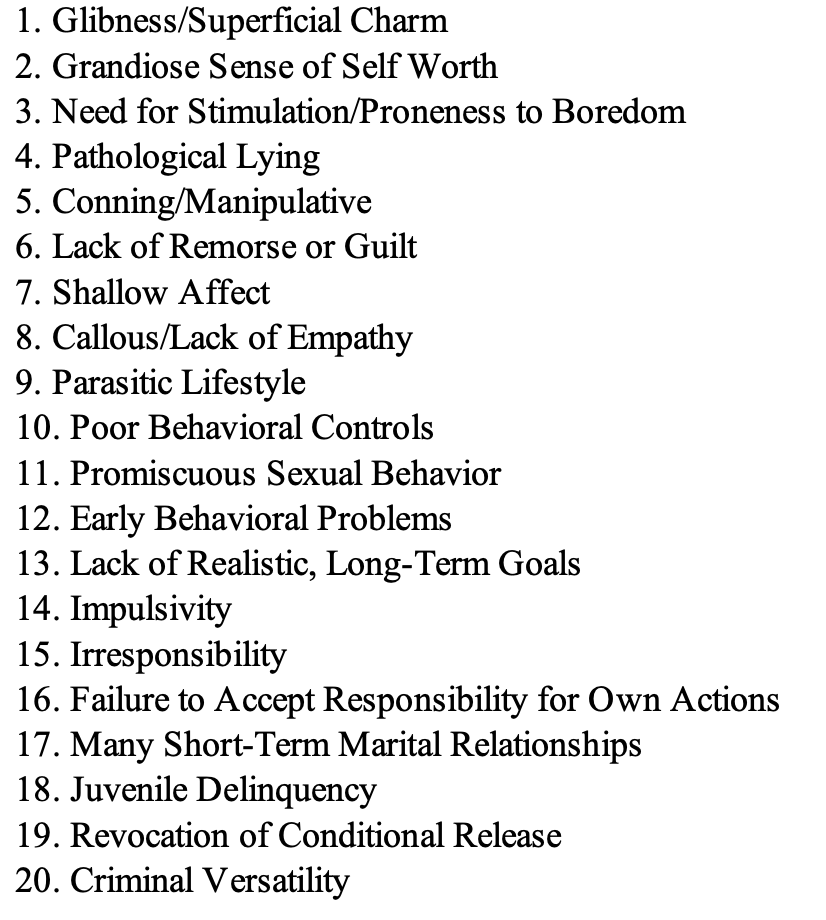 1. Glibness/Superficial Charm
2. Grandiose Sense of Self Worth
3. Need for Stimulation/Proneness to Boredom
4. Pathological Lying
5. Conning/Manipulative
6. Lack of Remorse or Guilt
7. Shallow Affect
8. Callous/Lack of Empathy
9. Parasitic Lifestyle
10. Poor Behavioral Controls
11. Promiscuous Sexual Behavior
12. Early Behavioral Problems
13. Lack of Realistic, Long-Term Goals
14. Impulsivity
15. Irresponsibility
16. Failure to Accept Responsibility for Own Actions
17. Many Short-Term Marital Relationships
18. Juvenile Delinquency
19. Revocation of Conditional Release
20. Criminal Versatility